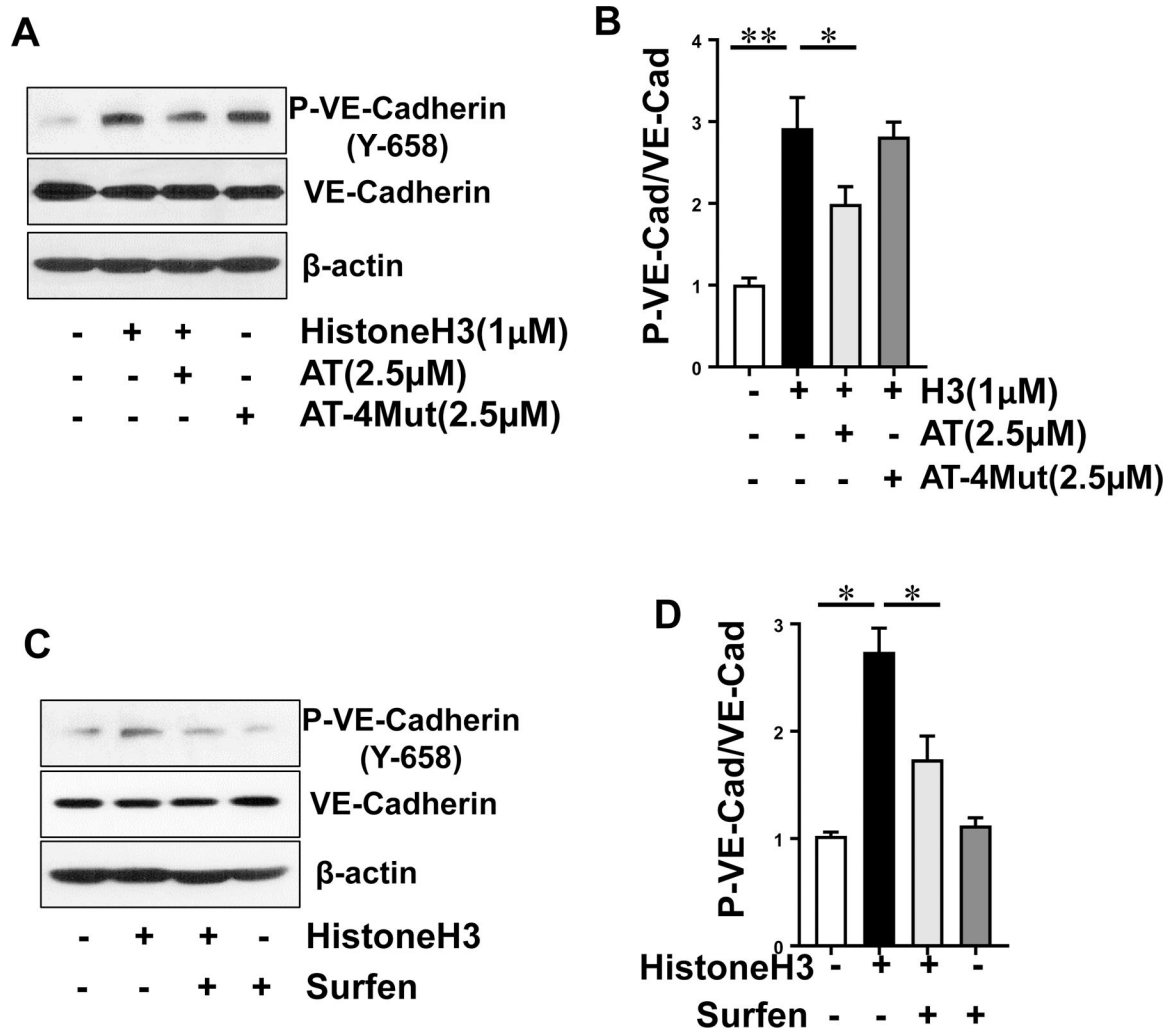 A
P-VE-Cadherin
(Y-658)
VE-Cadherin
β-actin
- + + - HistoneH3(1μM)
- - + - AT(2.5μM)
- - - + AT-4Mut(2.5μM)
B
** *
P-VE-Cad/VE-Cad
4
3
2
1
0
- + + + H3(1μM)
- - + - AT(2.5μM)
- - - + AT-4Mut(2.5μM)
C
P-VE-Cadherin
(Y-658)
VE-Cadherin
β-actin
- + + - HistoneH3
- - + + Surfen
D
* *
P-VE-Cad/VE-Cad
3
2
1
0
HistoneH3 - + + -
Surfen - - + +